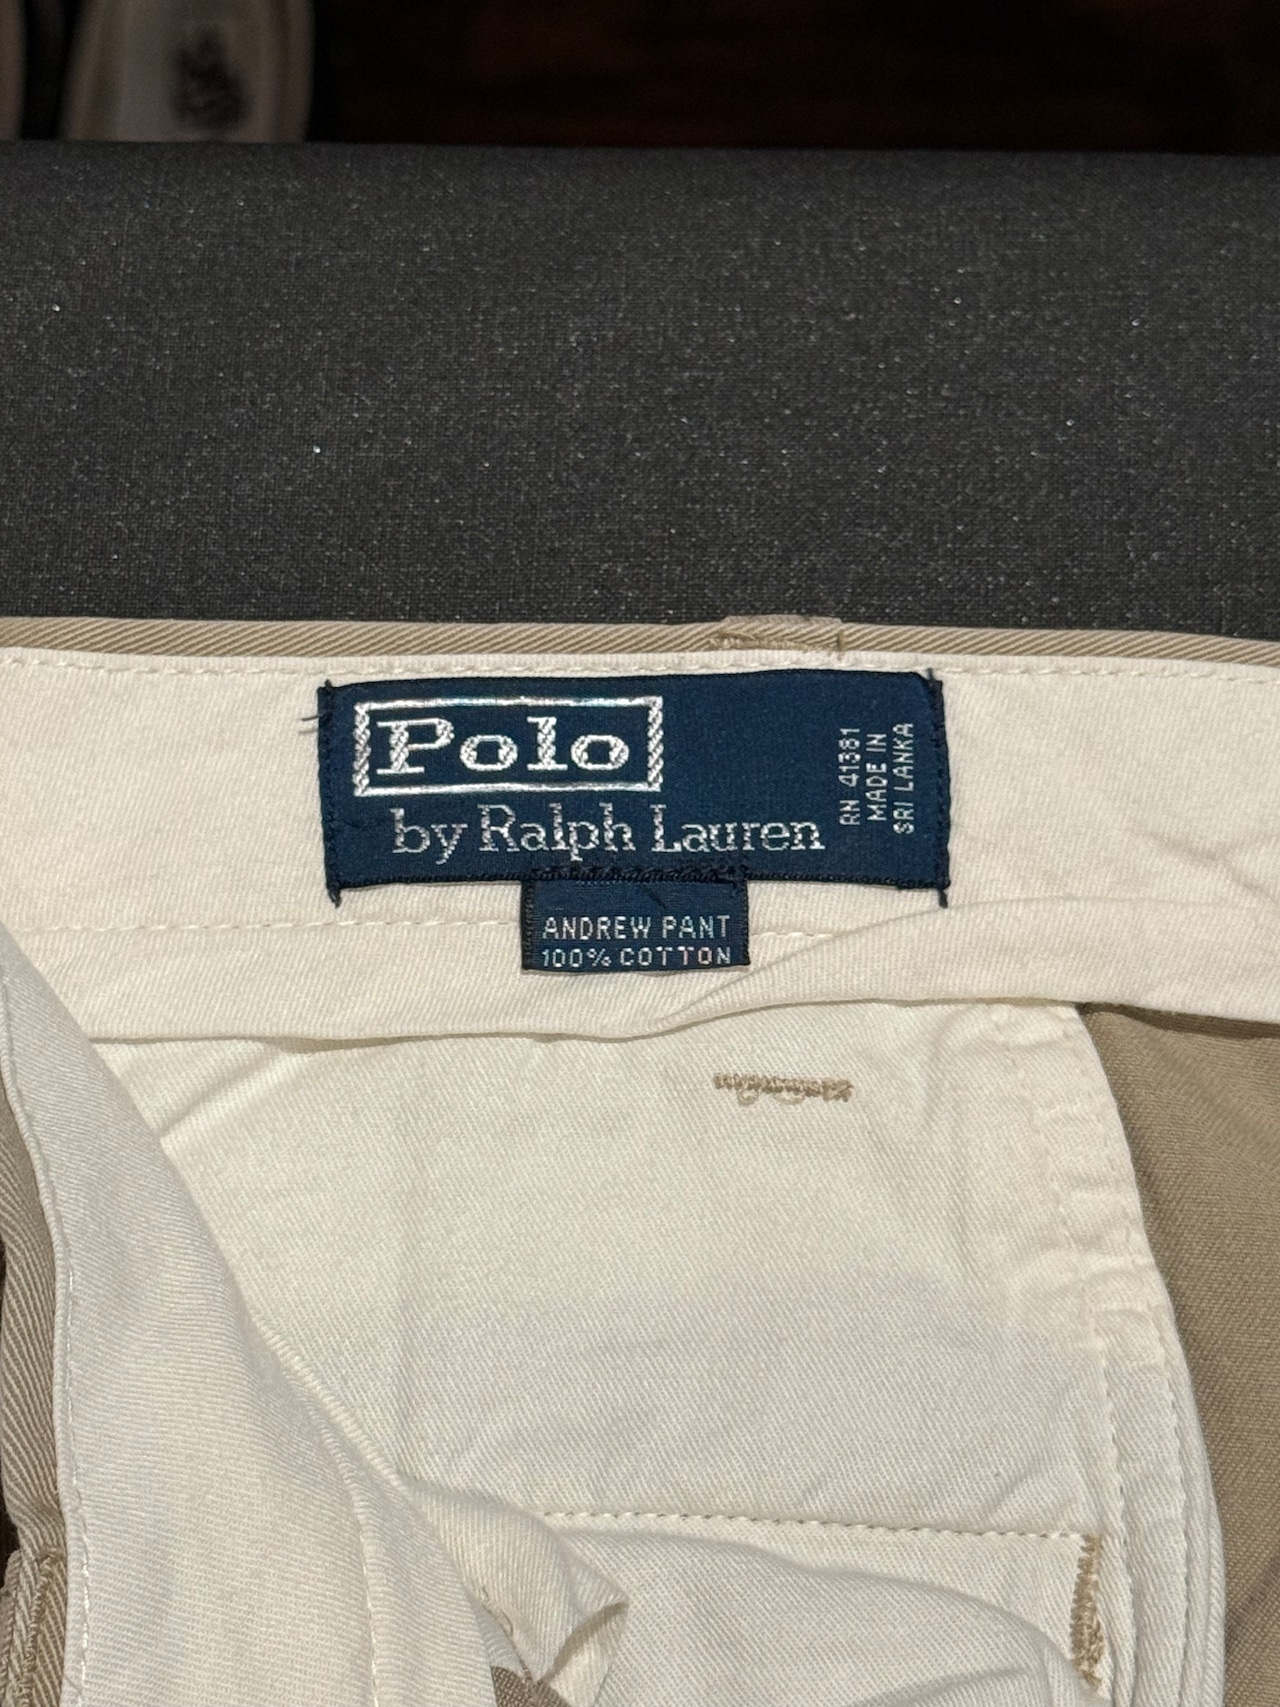 Polo
by Ralph Lauren
RN 41381
MADE IN
SRI LANKA
ANDREW PANT
100% COTTON